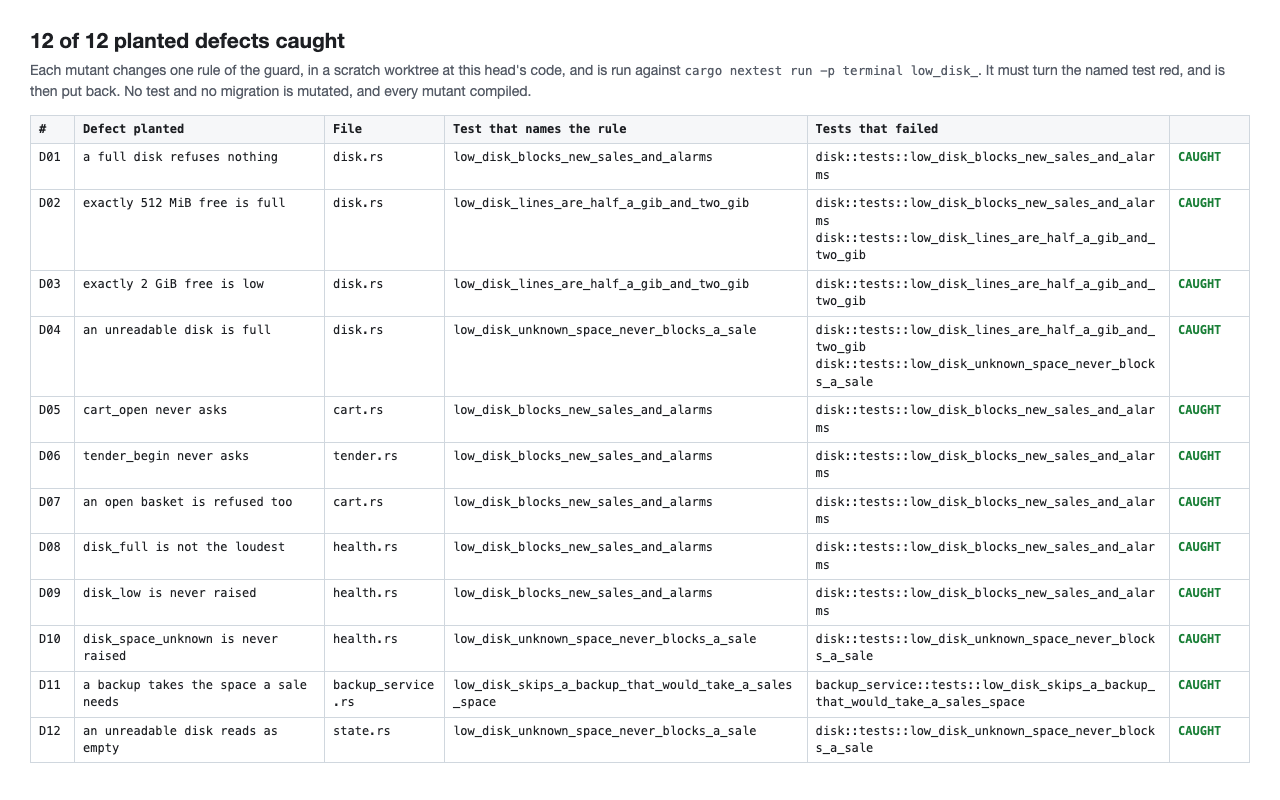 12 of 12 planted defects caught
Each mutant changes one rule of the guard, in a scratch worktree at this head's code, and is run against cargo nextest run -p terminal low_disk_. It must turn the named test red, and is
then put back. No test and no migration is mutated, and every mutant compiled.
# Defect planted File Test that names the rule Tests that failed
D01 a full disk refuses nothing disk.rs low_disk_blocks_new_sales_and_alarms disk::tests::low_disk_blocks_new_sales_and_alar CAUGHT
ms
D02 exactly 512 MiB free is full disk.rs low_disk_lines_are_half_a_gib_and_two_gib disk::tests::low_disk_blocks_new_sales_and_alar CAUGHT
ms
disk::tests::low_disk_lines_are_half_a_gib_and_
two_gib
D03 exactly 2 GiB free is low disk.rs low_disk_lines_are_half_a_gib_and_two_gib disk::tests::low_disk_lines_are_half_a_gib_and_ CAUGHT
two_gib
D04 an unreadable disk is full disk.rs low_disk_unknown_space_never_blocks_a_sale disk::tests::low_disk_lines_are_half_a_gib_and_ CAUGHT
two_gib
disk::tests::low_disk_unknown_space_never_block
s_a_sale
D05 cart_open never asks cart.rs low_disk_blocks_new_sales_and_alarms disk::tests::low_disk_blocks_new_sales_and_alar CAUGHT
ms
D06 tender_begin never asks tender.rs low_disk_blocks_new_sales_and_alarms disk::tests::low_disk_blocks_new_sales_and_alar CAUGHT
ms
D07 an open basket is refused too cart.rs low_disk_blocks_new_sales_and_alarms disk::tests::low_disk_blocks_new_sales_and_alar CAUGHT
ms
D08 disk_full is not the loudest health.rs low_disk_blocks_new_sales_and_alarms disk::tests::low_disk_blocks_new_sales_and_alar CAUGHT
ms
D09 disk_low is never raised health.rs low_disk_blocks_new_sales_and_alarms disk::tests::low_disk_blocks_new_sales_and_alar CAUGHT
ms
D10 disk_space_unknown is never health.rs low_disk_unknown_space_never_blocks_a_sale disk::tests::low_disk_unknown_space_never_block CAUGHT
raised s_a_sale
D11 a backup takes the space a sale backup_service low_disk_skips_a_backup_that_would_take_a_sales backup_service::tests::low_disk_skips_a_backup_ CAUGHT
needs .rs _space that_would_take_a_sales_space
D12 an unreadable disk reads as state.rs low_disk_unknown_space_never_blocks_a_sale disk::tests::low_disk_unknown_space_never_block CAUGHT
empty s_a_sale